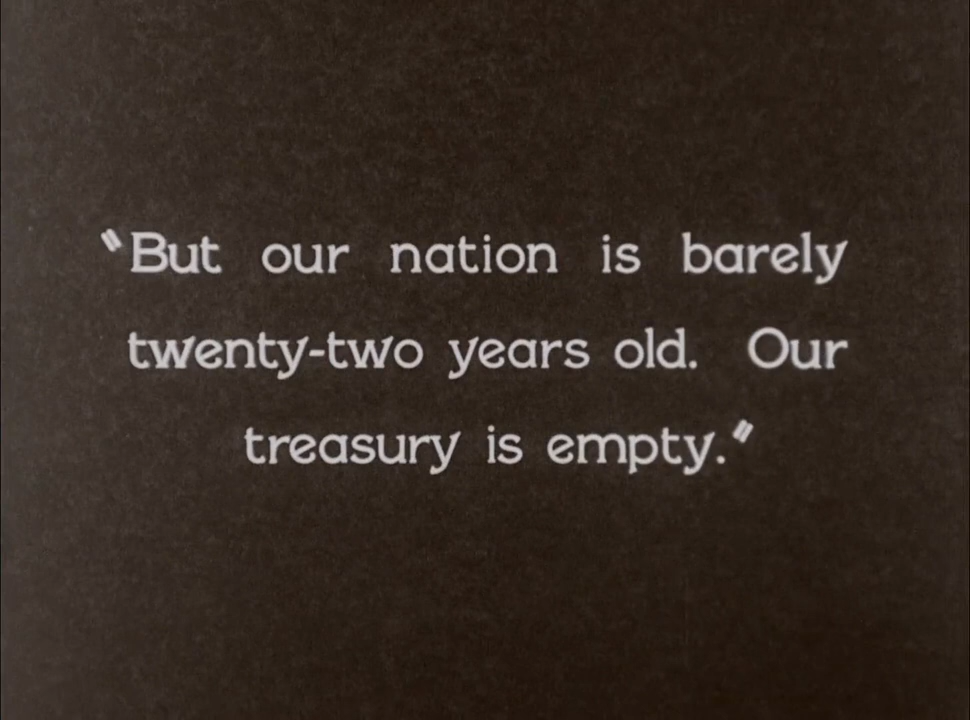 "But our nation is barely
twenty-two years old. Our
treasury is empty."